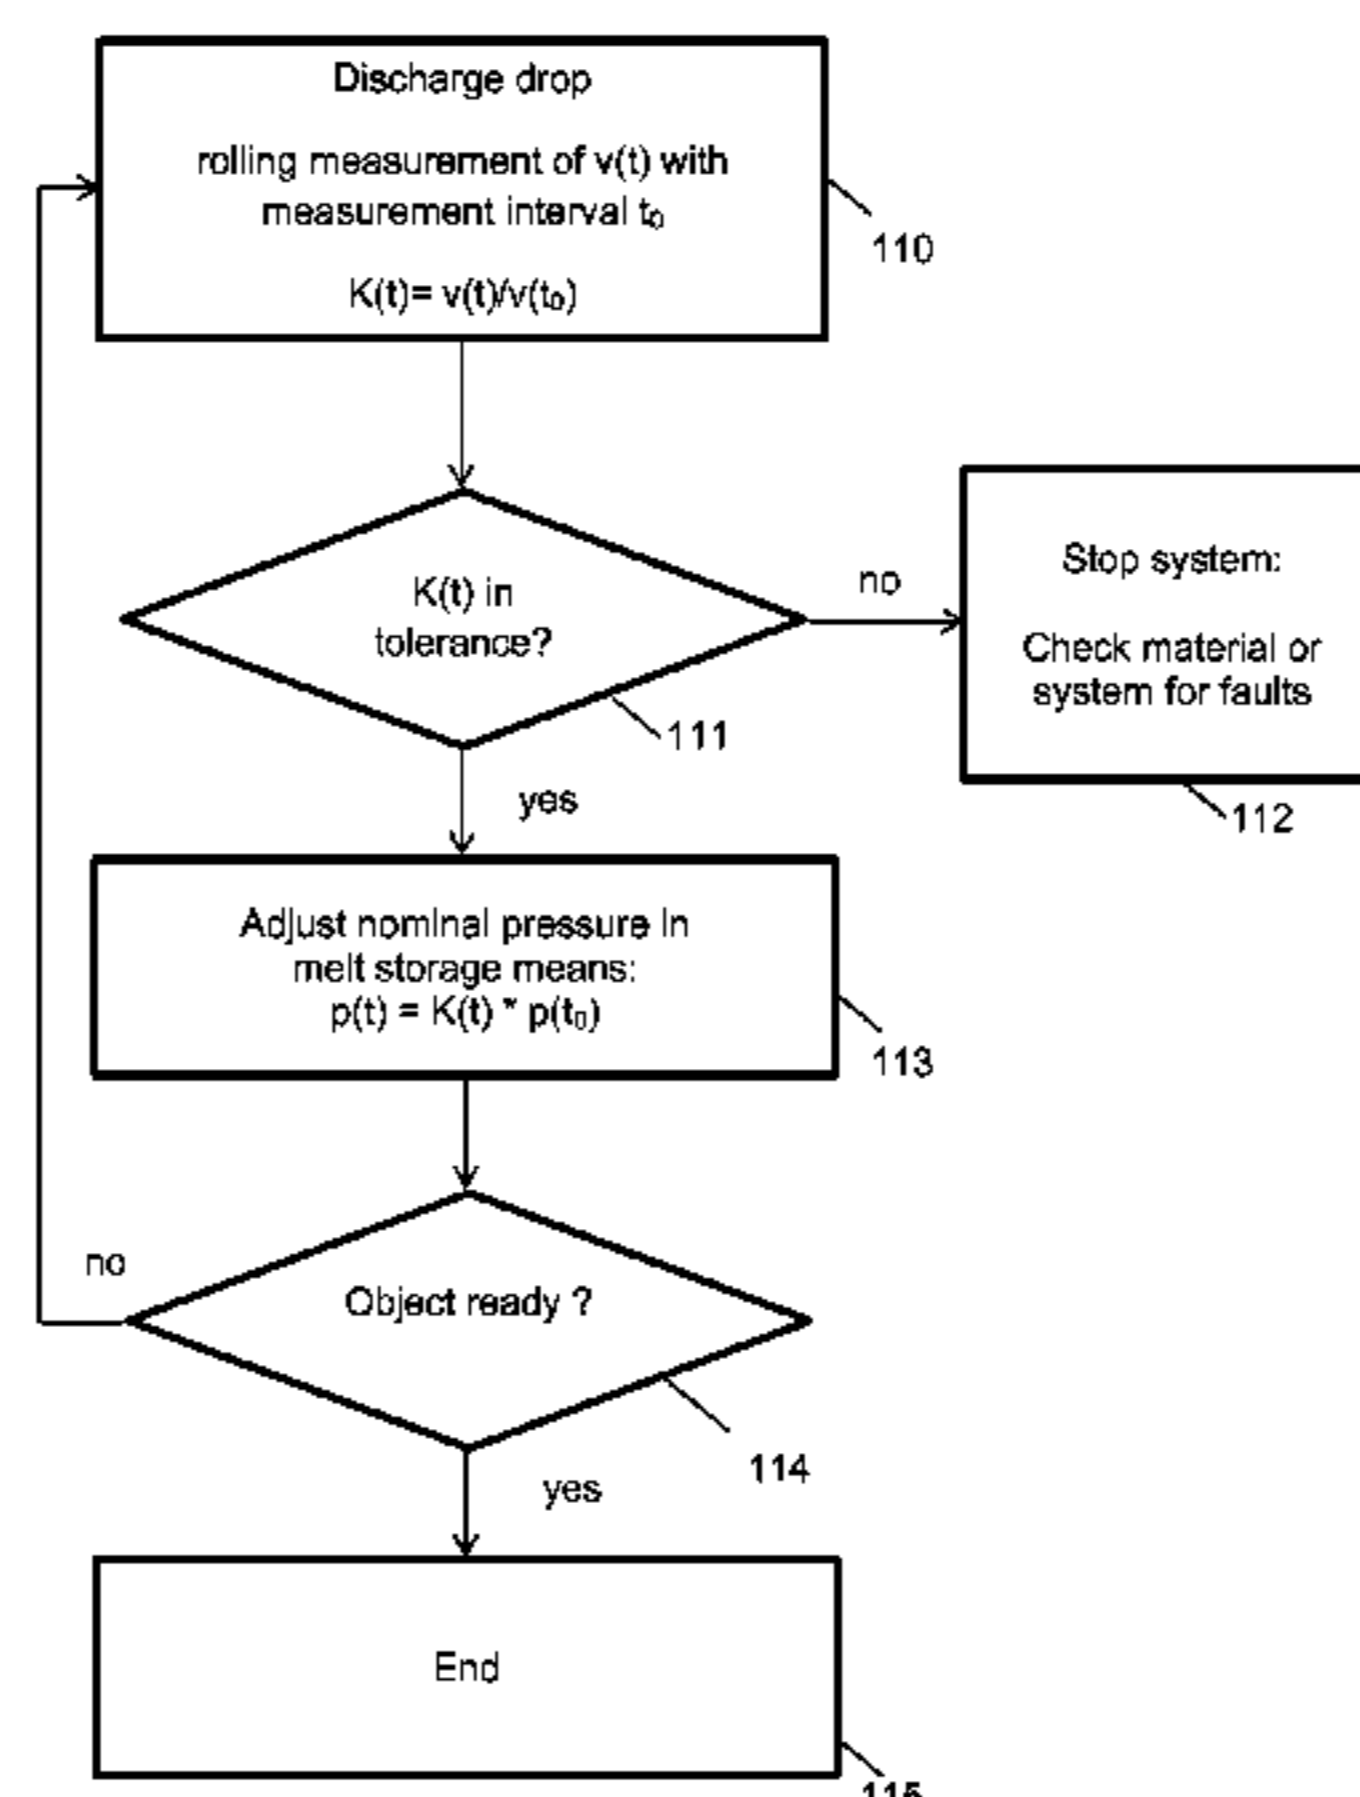 Discharge drop
rolling measurement of v(t) with
measurement interval t₀
110
K(t)= v(t)/v(t₀)
K(t) in
tolerance?
no
Stop system:
Check material or
system for faults
111
112
yes
Adjust nominal pressure in
melt storage means:
p(t) = K(t) * p(t₀)
113
no
Object ready ?
114
yes
End
115